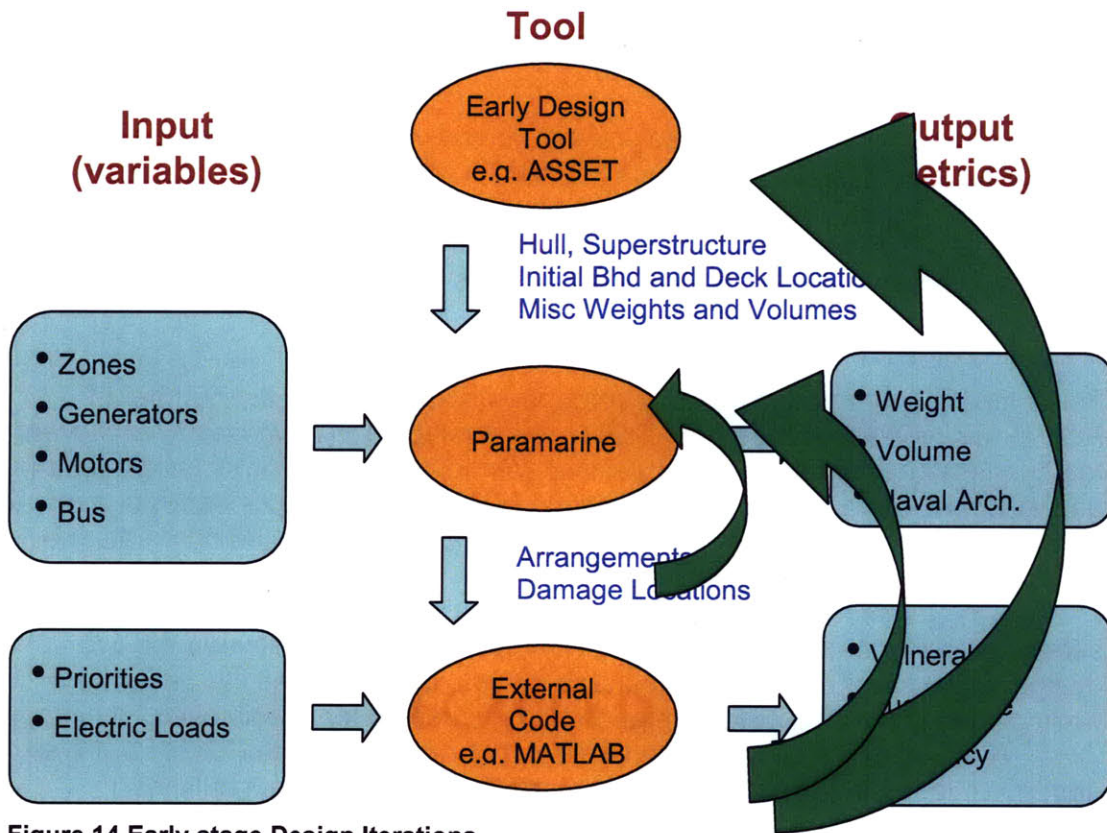 Tool
Input
(variables)
Early Design
Tool
e.g. ASSET
Hull, Superstructure
Initial Bhd and Deck
Misc Weights and Volumes
Zones
Generators
Motors
Bus
Paramarine
Weight
Volume
Arch.
Damage
Priorities
Electric Loads
External
Code
e.g. MATLAB
Figure 14 Early stage Design Iterations